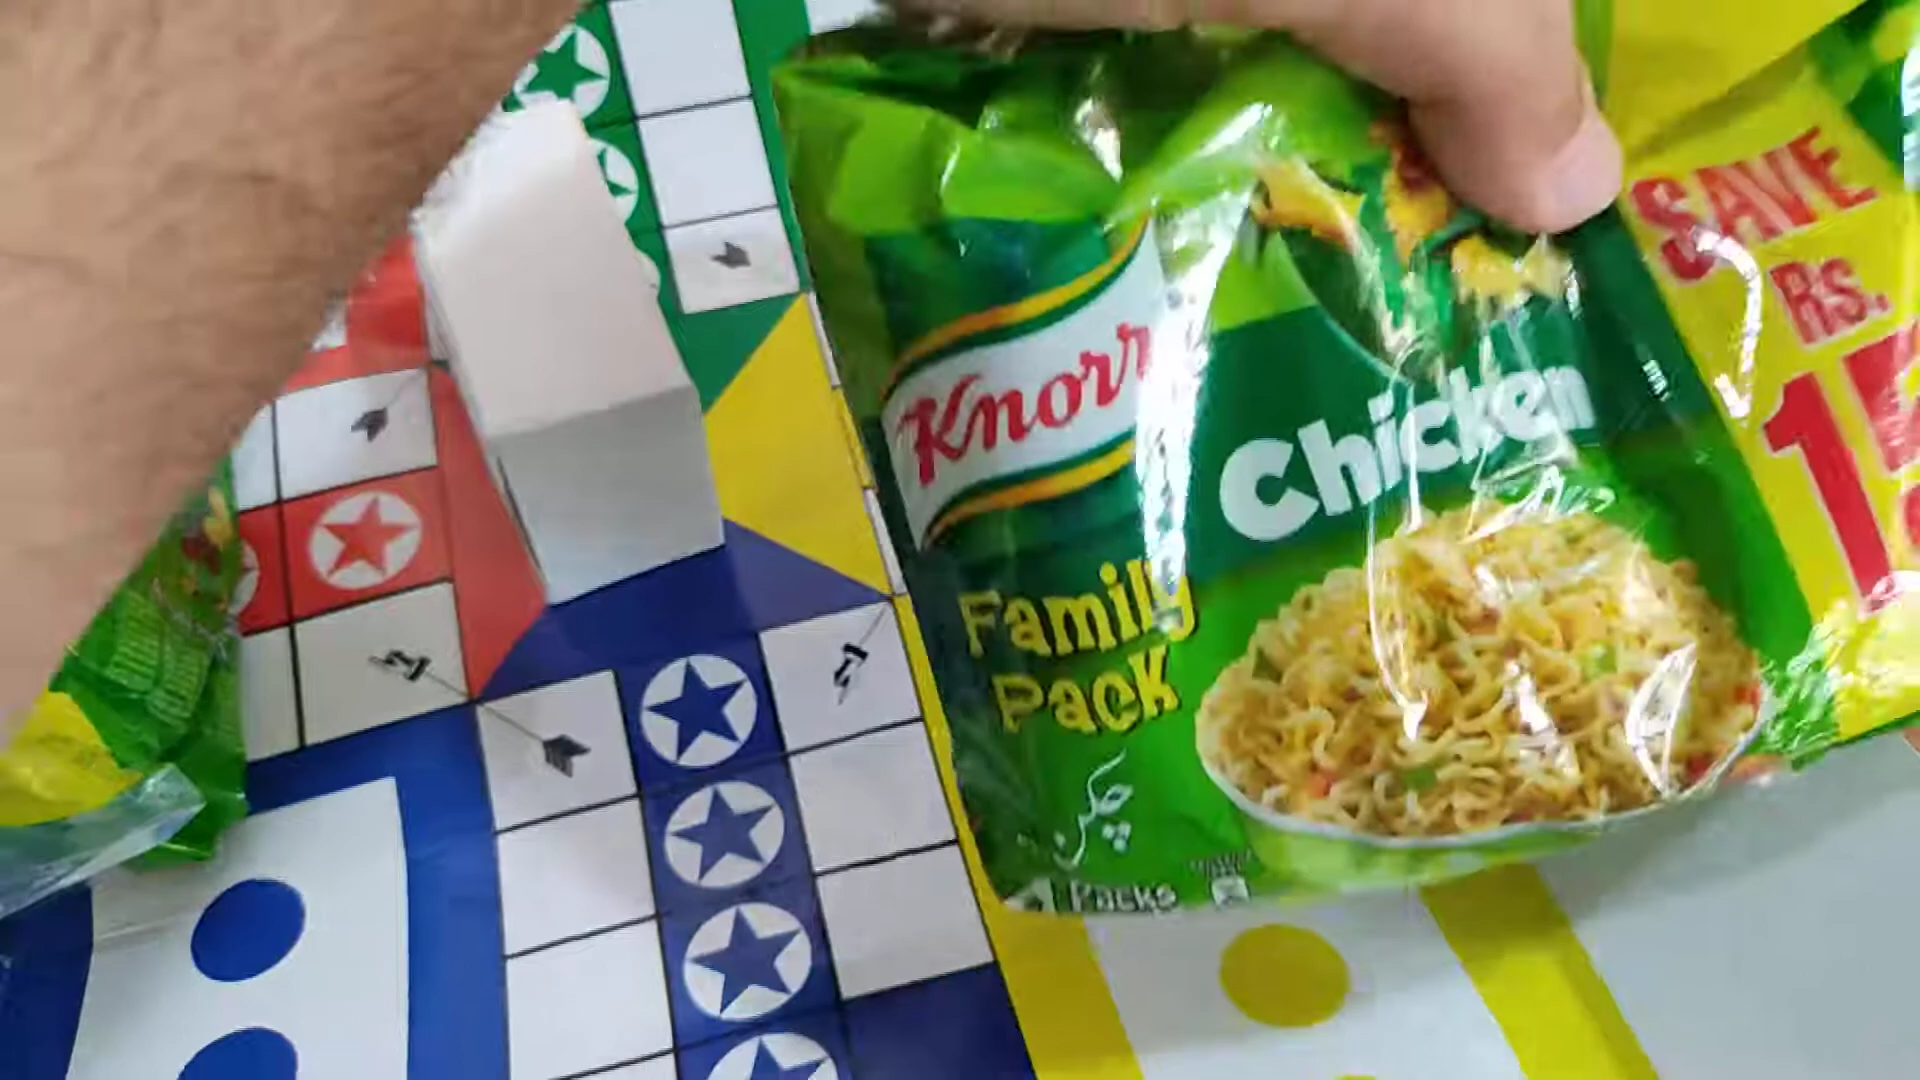 Knorr
Chicken
Family
Pack
چکن
Packs
SAVE
Rs.